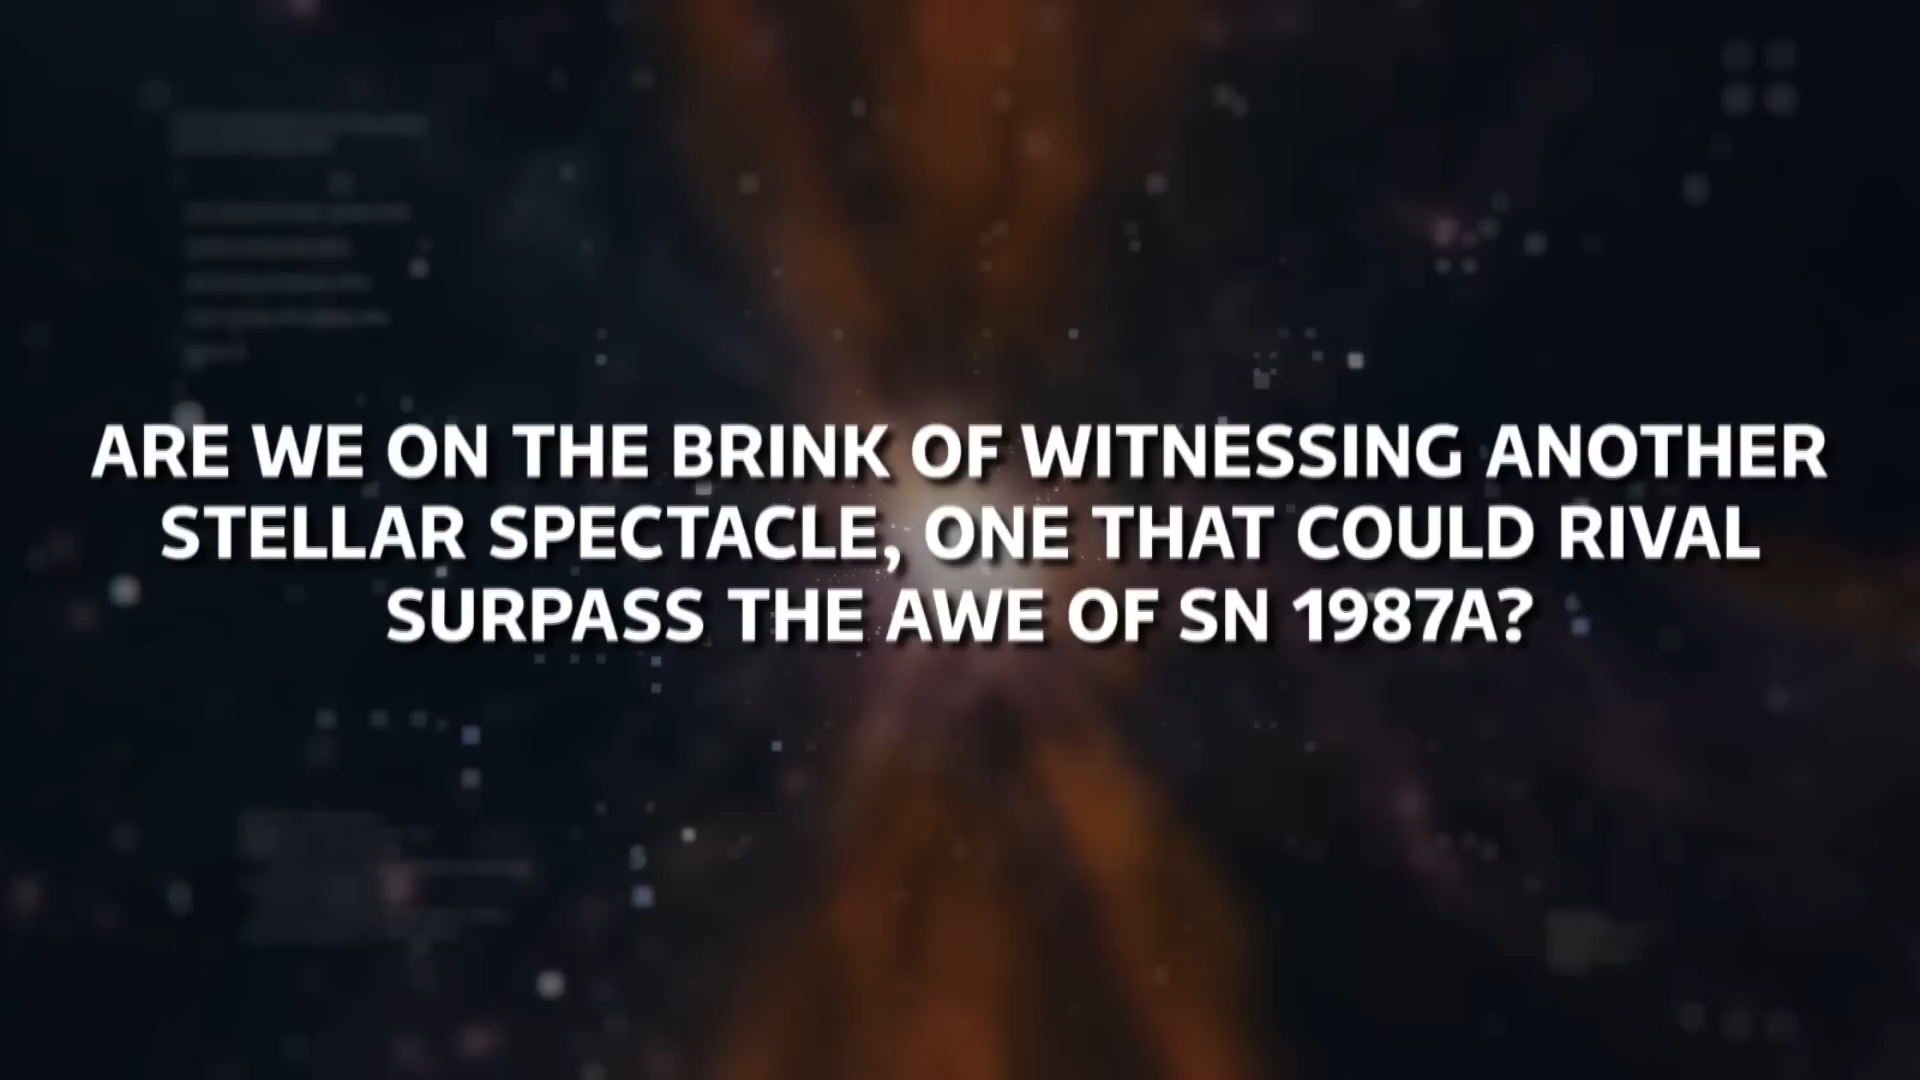 ARE WE ON THE BRINK OF WITNESSING ANOTHER
STELLAR SPECTACLE, ONE THAT COULD RIVAL
SURPASS THE AWE OF SN 1987A?